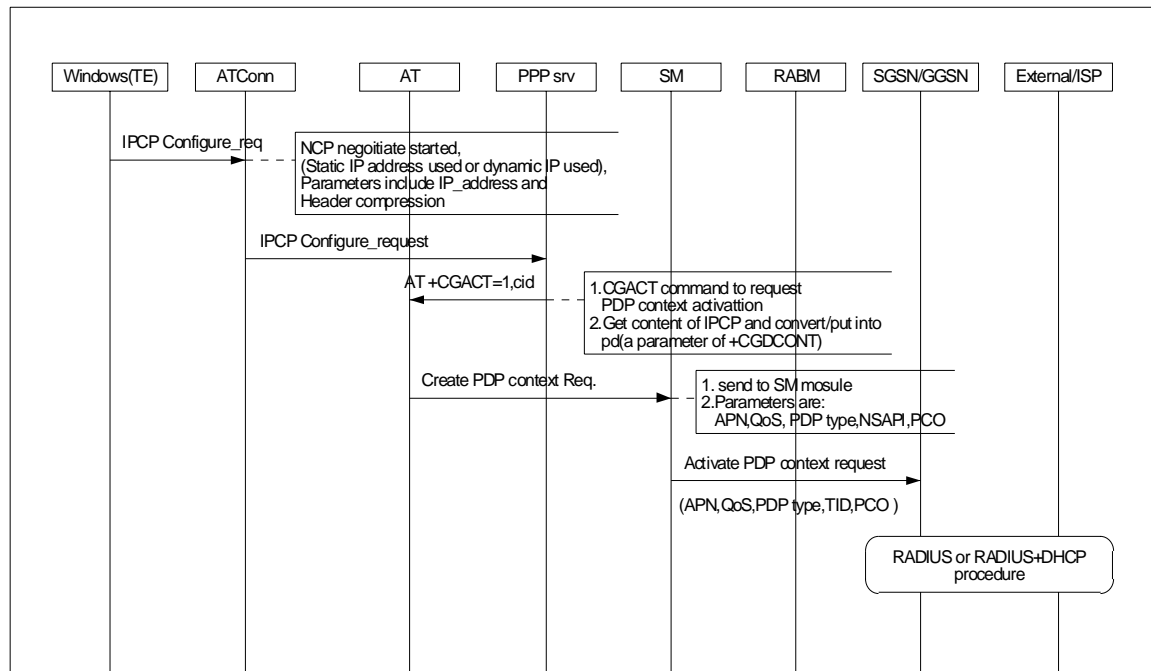 Windows(TE)
ATConn
AT
PPP srv
SM
RABM
SGSN/GGSN
External/ISP
IPCP Configure_req
NCP negoitiate started,
(Static IP address used or dynamic IP used),
Parameters include IP_address and
Header compression
IPCP Configure_request
AT +CGACT=1,cid
1.CGACT command to request
PDP context activattion
2.Get content of IPCP and convert/put into
pd(a parameter of +CGDCONT)
Create PDP context Req.
1. send to SM mosule
2.Parameters are:
APN,QoS, PDP type,NSAPI,PCO
Activate PDP context request
(APN,QoS,PDP type,TID,PCO )
RADIUS or RADIUS+DHCP
procedure